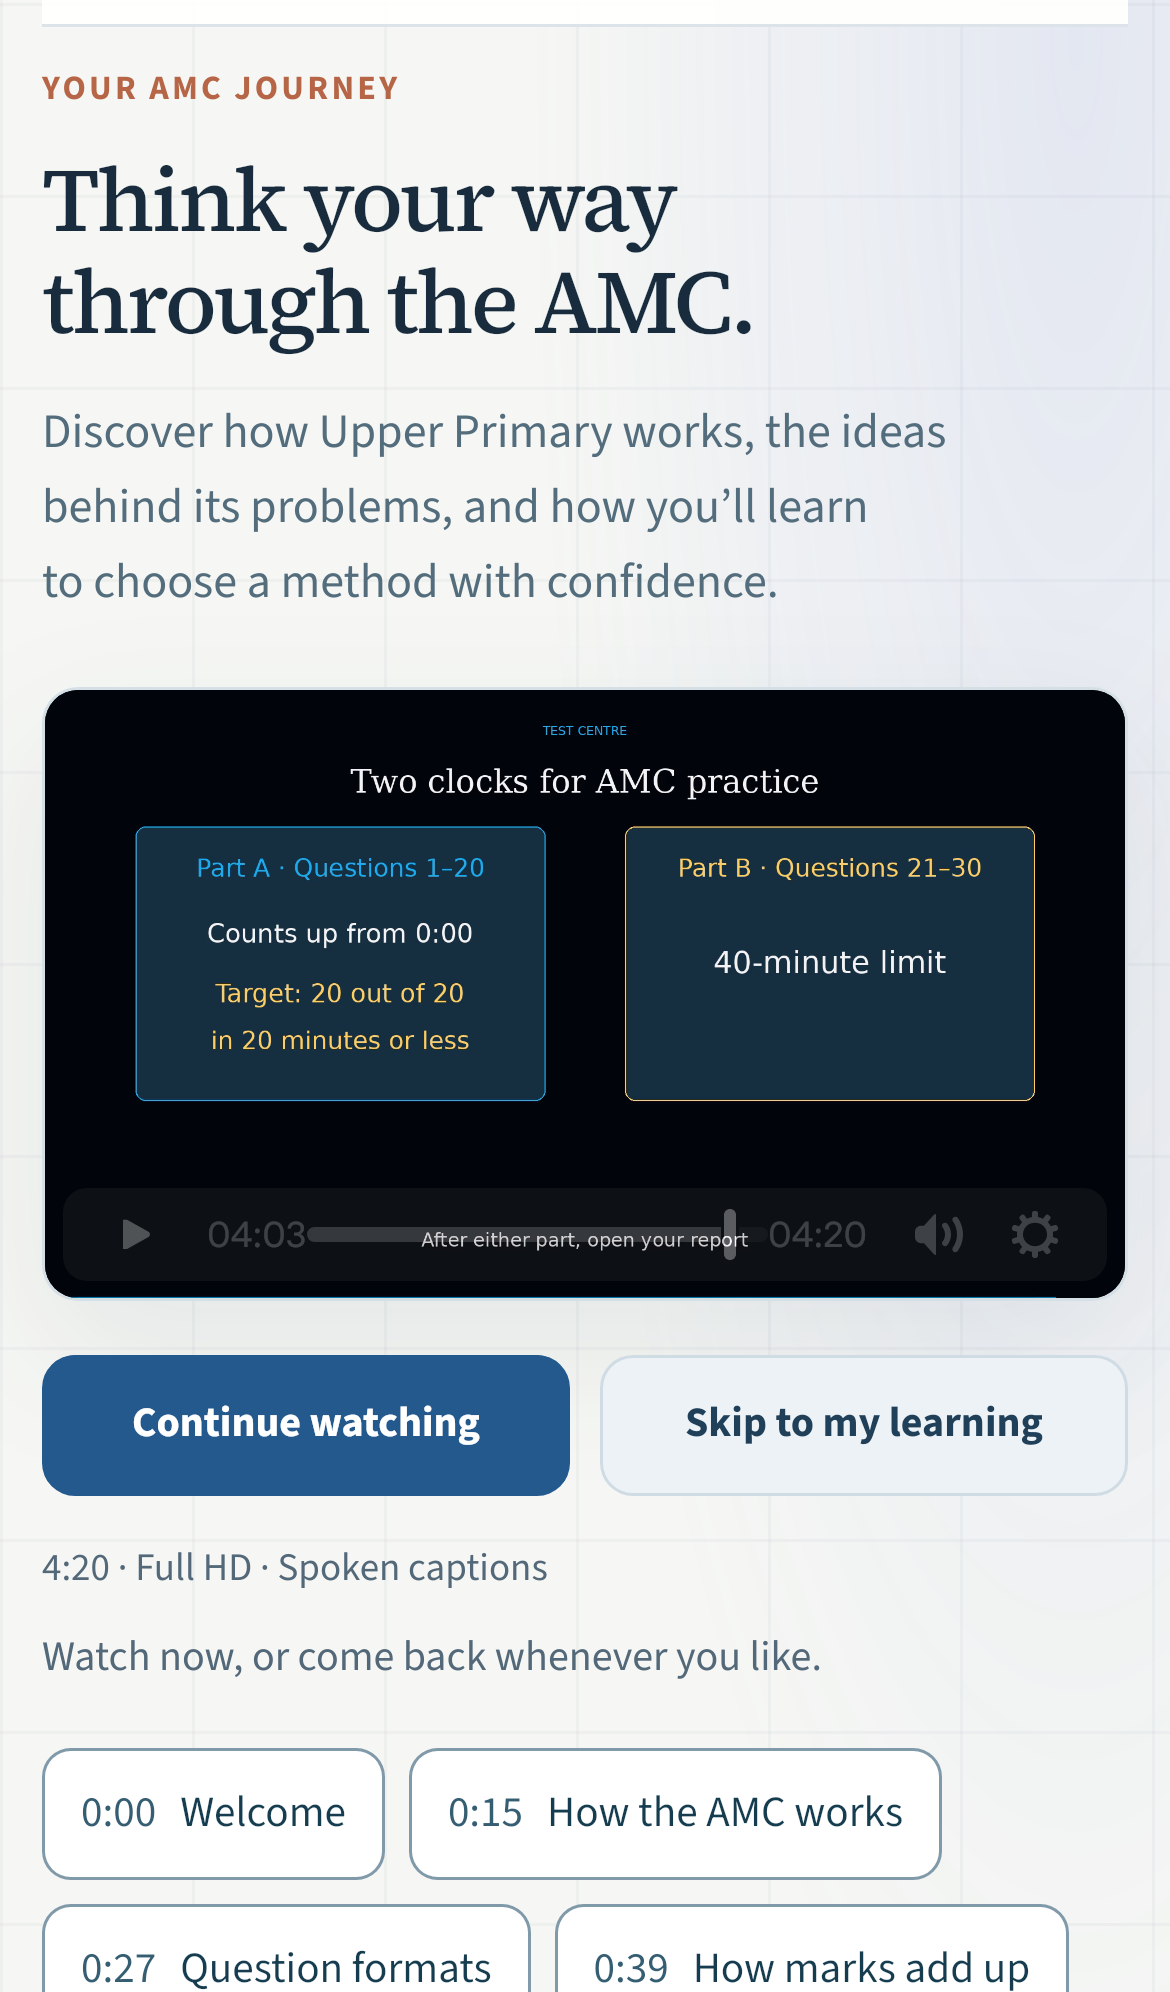 YOUR AMC JOURNEY
Think your way
through the AMC.
Discover how Upper Primary works, the ideas
behind its problems, and how you’ll learn
to choose a method with confidence.
TEST CENTRE
Two clocks for AMC practice
Part A · Questions 1–20
Counts up from 0:00
Target: 20 out of 20
in 20 minutes or less
Part B · Questions 21–30
40-minute limit
04:03
After either part, open your report
04:20
Continue watching
Skip to my learning
4:20 · Full HD · Spoken captions
Watch now, or come back whenever you like.
0:00 Welcome
0:15 How the AMC works
0:27 Question formats
0:39 How marks add up